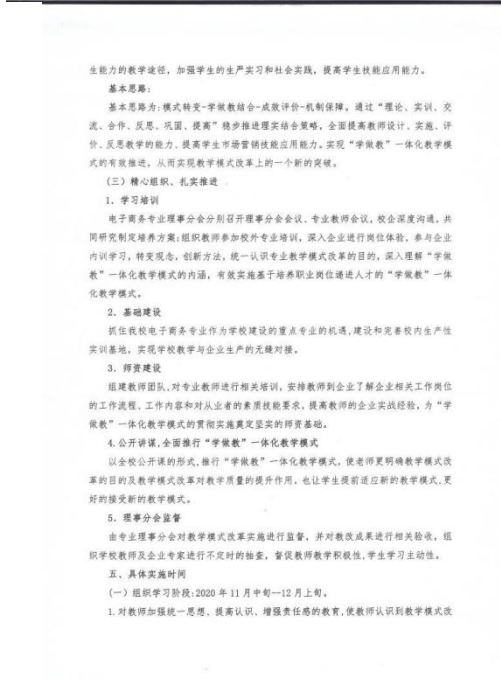 生能力的教学途径，加强学生的生严实习和社会实践，提高学生技能应用能力。
基本思路：
基本思路为:模式转变-学做教结合-成效评价-机制保障。通过“理论、实训、交
流、合作、反思、巩固、提高”稳步推进理实结合策略，全面提高教师设计、实施、评
价、反思教学的能力、提高学生市场营销技能应用能力。实现“学做教”一体化教学模
式的有效推进，从而实现教学模式改革上的一个新的突破。
(三）精心组织、扎实推进
1．学习培训
电子商务专业理事分会分别召开理事分会会议、专业教师会议，校企深度沟通，共
同研究制定培养方案;组织教师参加校外专业培训，深入企业进行岗位体验，参与企业
内训学习，转变观念，创新方法，统一认识专业教学模式改革的目的，深入理解“学做
教”一体化教学模式的内涵，有效实施基于培养职业岗位递进人才的“学做教”一体
化教学模式。
2．基础建设
抓住我校电子商务专业作为学校建设的重点专业的机遇,建设和完善校内生产性
实训基地，实现学校教学与企业生产的无缝对接。
3．师资建设
组建教师团队,对专业教师进行相关培训，安排教师到企业了解企业相关工作岗位
的工作流程、工作内容和对从业者的素质技能要求，提高教师的企业实战经验，为“学
做教”一体化教学模式的贯彻实施奠定坚实的师资基础。
4.公开讲课,全面推行“学做教”一体化教学模式
以全校公开课的形式,推行“学做教”一体化教学模式，使老师更明确教学模式改
革的目的及教学模式改革对教学质量的提升作用，也让学生提前适应新的教学模式,更
好的接受新的教学模式。
5．理事分会监督
由专业理事分会对教学模式改革实施进行监督，并对教改成果进行相关验收，组
织学校教师及企业专家进行不定时的抽查，督促教师教学积极性,学生学习主动性。
五、具体实施时间
(一）组织学习阶段:2020年11月中旬--12月上旬。
1.对教师加强统一思想、提高认识、增强责任感的教育,使教师认识到教学模式改